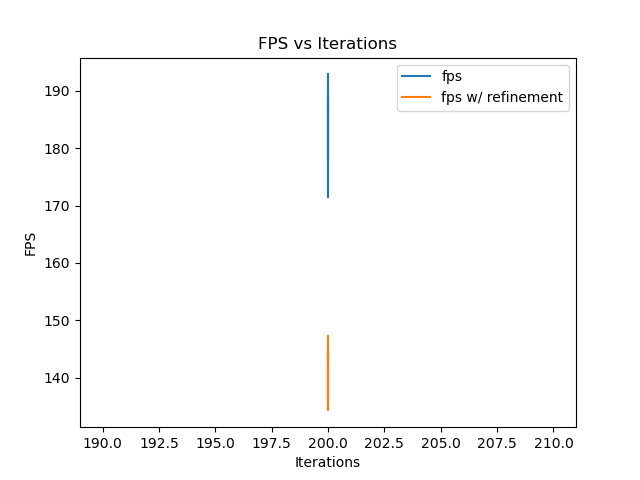 FPS vs Iterations
fps
fps w/ refinement
190
180
170
160
150
140
FPS
190.0 192.5 195.0 197.5 200.0 202.5 205.0 207.5 210.0
Iterations